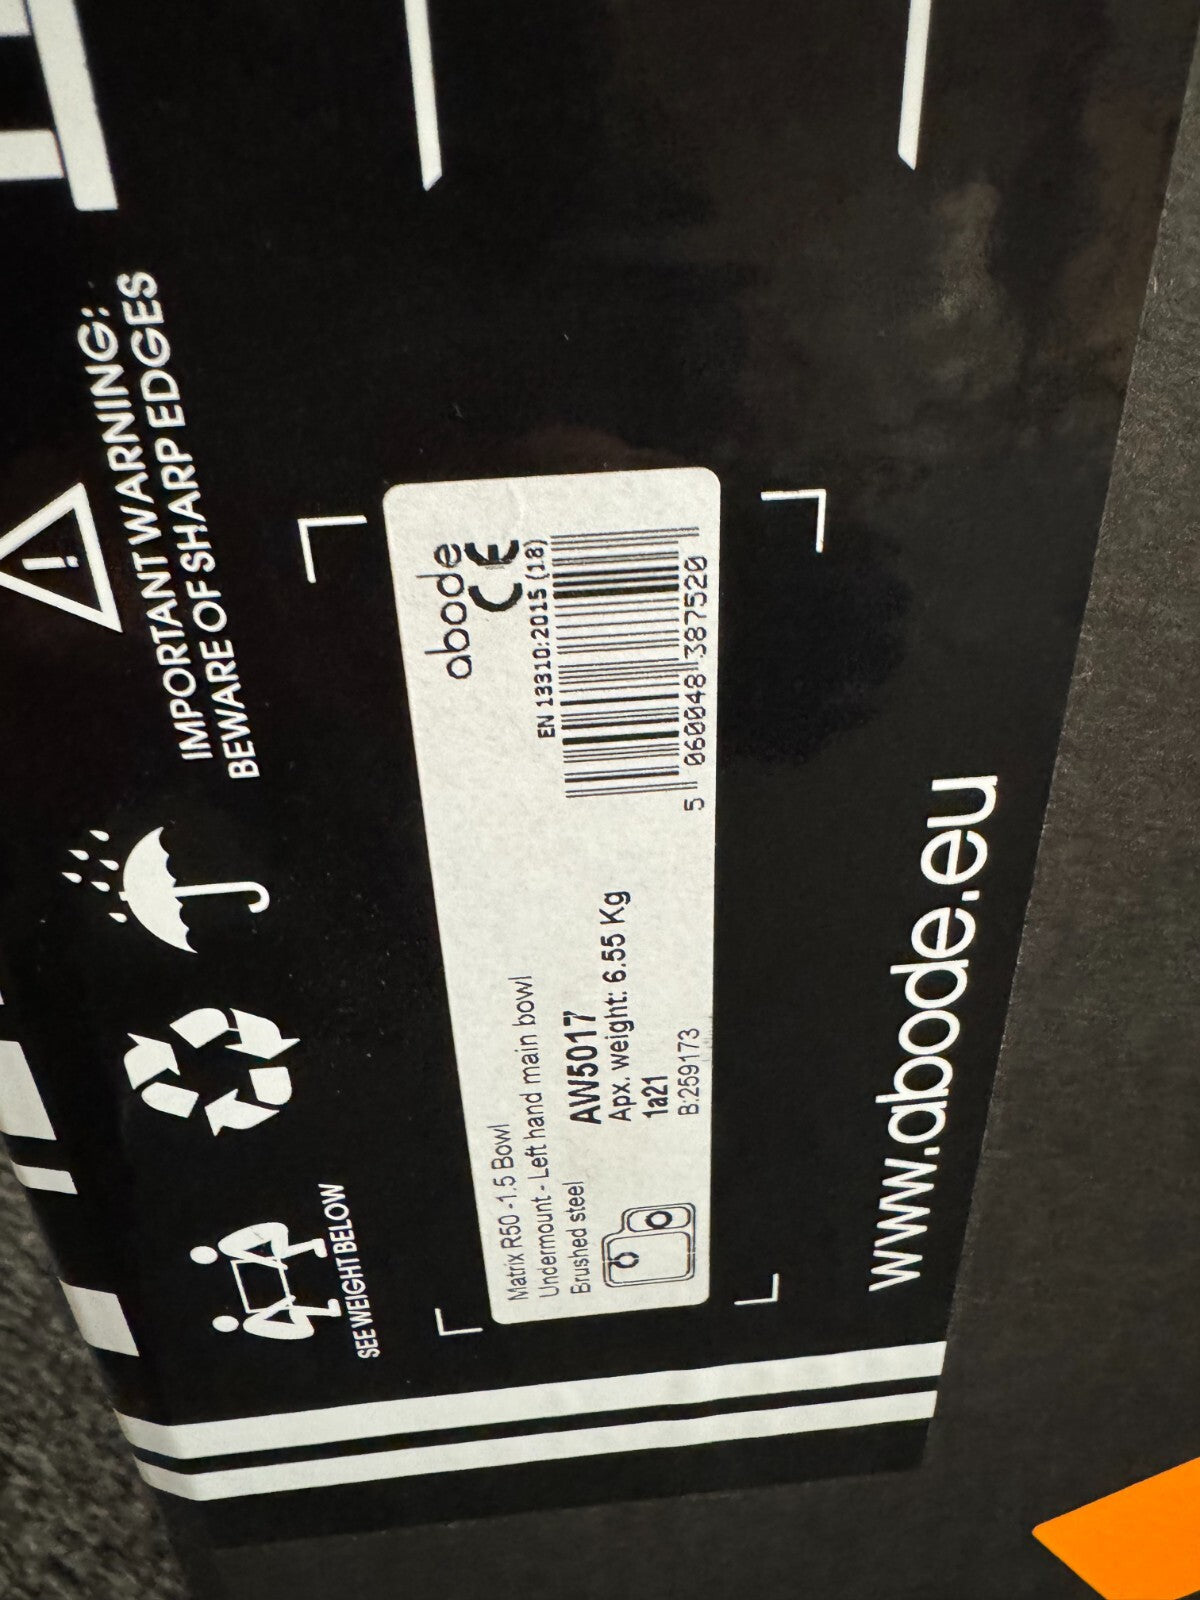 IMPORTANT WARNING:
BEWARE OF SHARP EDGES
SEE WEIGHT BELOW
abode
CE
EN 13310:2015 (18)
5 060048 387520
Matrix R50 -1.5 Bowl
Undermount - Left hand main bowl
Brushed steel
AW5017
Apx. weight: 6.55 Kg
1a21
B:259173
www.abode.eu